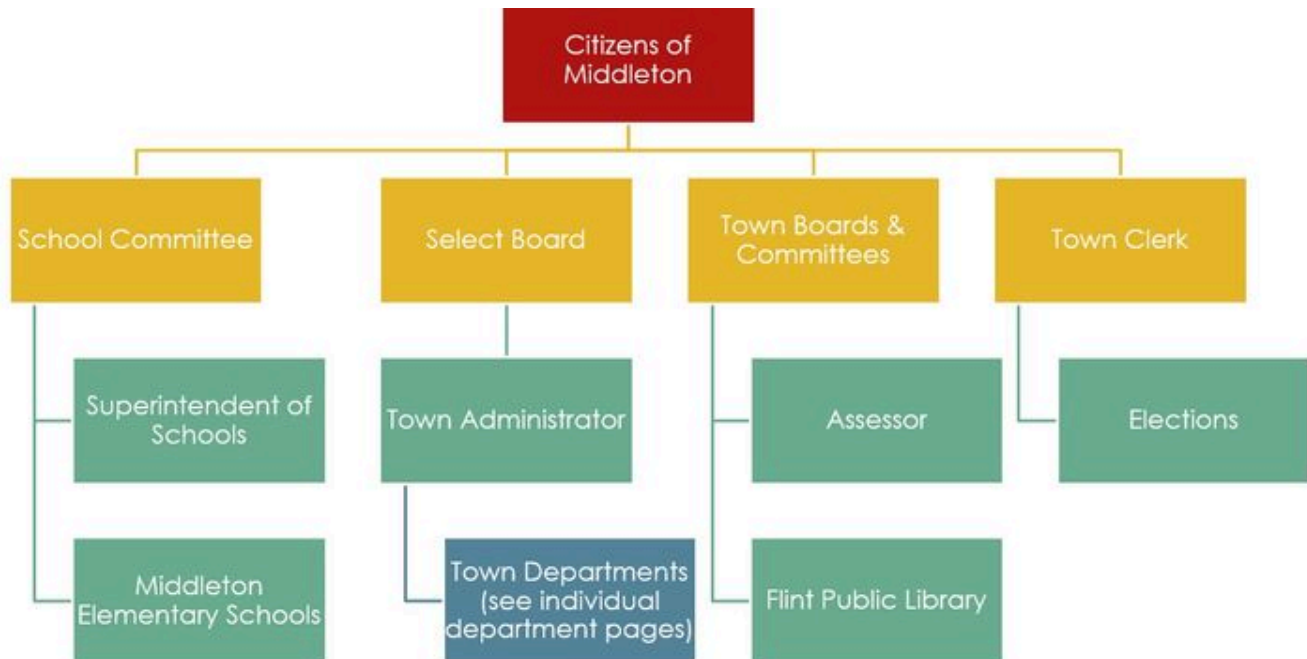 Citizens of
Middleton
School Committee
Select Board
Town Boards &
Committees
Town Clerk
Superintendent of
Schools
Town Administrator
Assessor
Elections
Middleton
Elementary Schools
Town Departments
(see individual
department pages)
Flint Public Library